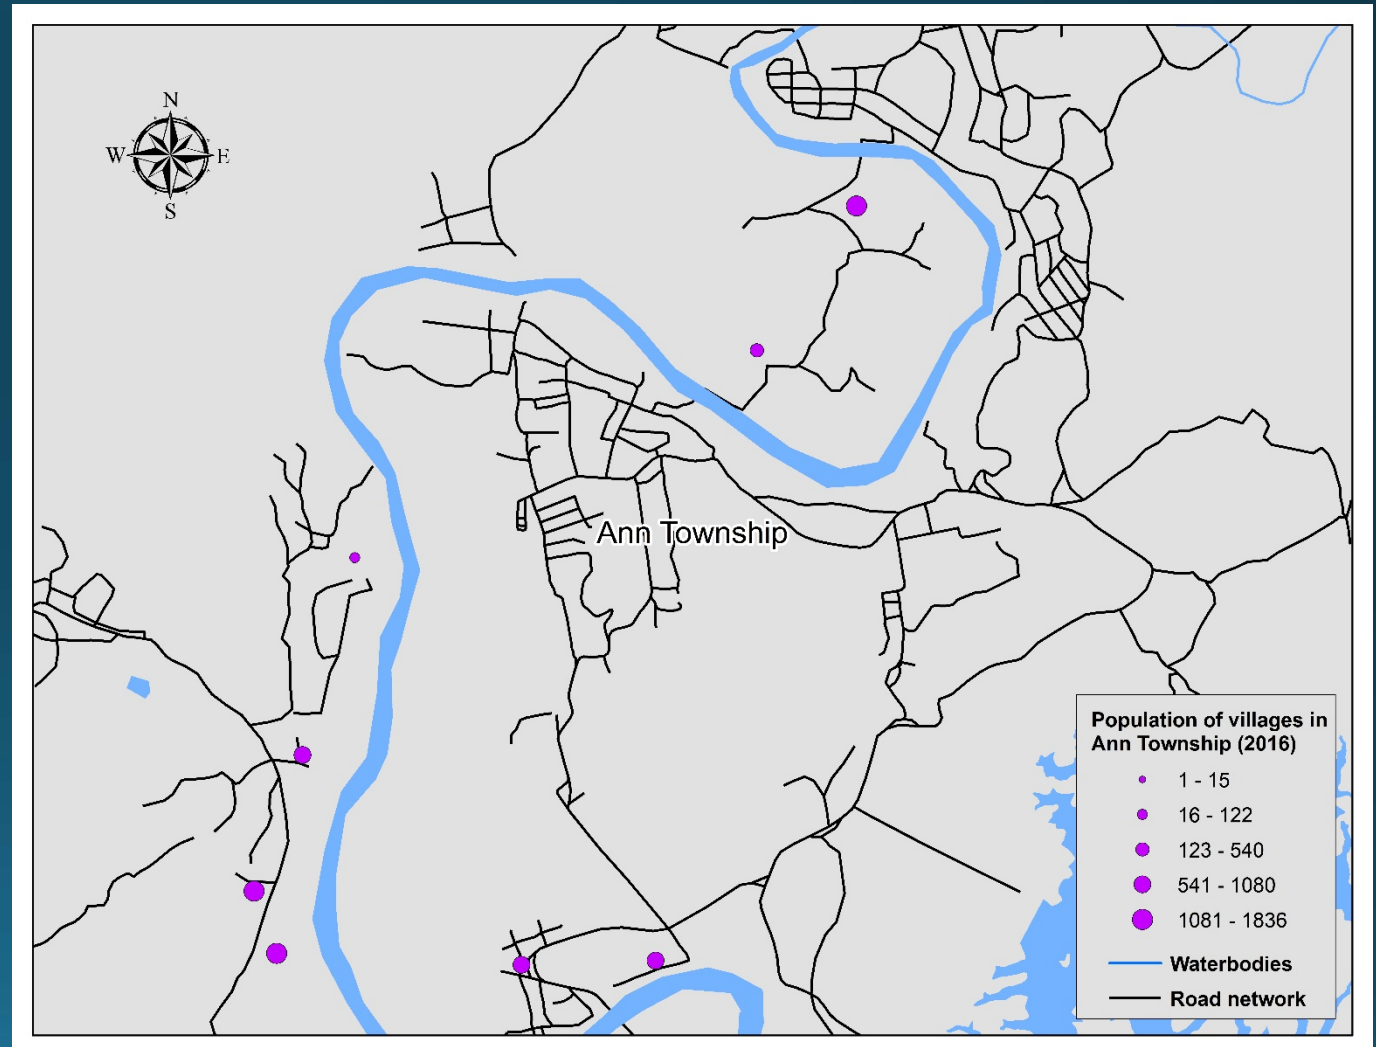 N
W E
S
Ann Township
Population of villages in
Ann Township (2016)
1 - 15
16 - 122
123 - 540
541 - 1080
1081 - 1836
Waterbodies
Road network